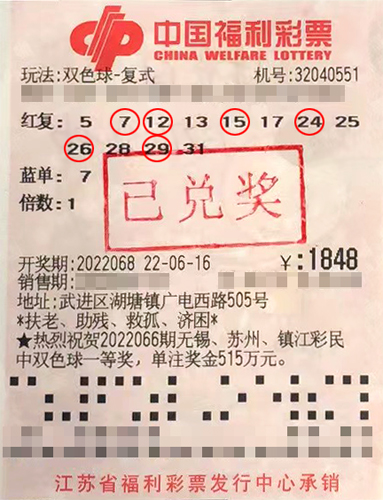 中国福利彩票
CHINA WELFARE LOTTERY
玩法:双色球-复式 机号:32040551
红复: 5 7 12 13 15 17 24 25
26 28 29 31
蓝单: 7
倍数:1
已兑奖
开奖期:2022068 22-06-16 ¥:1848
销售期:
地址:武进区湖塘镇广电西路505号
*扶老、助残、救孤、济困*
★热烈祝贺2022066期无锡、苏州、镇江彩民
中双色球一等奖,单注奖金515万元。
江苏省福利彩票发行中心承销